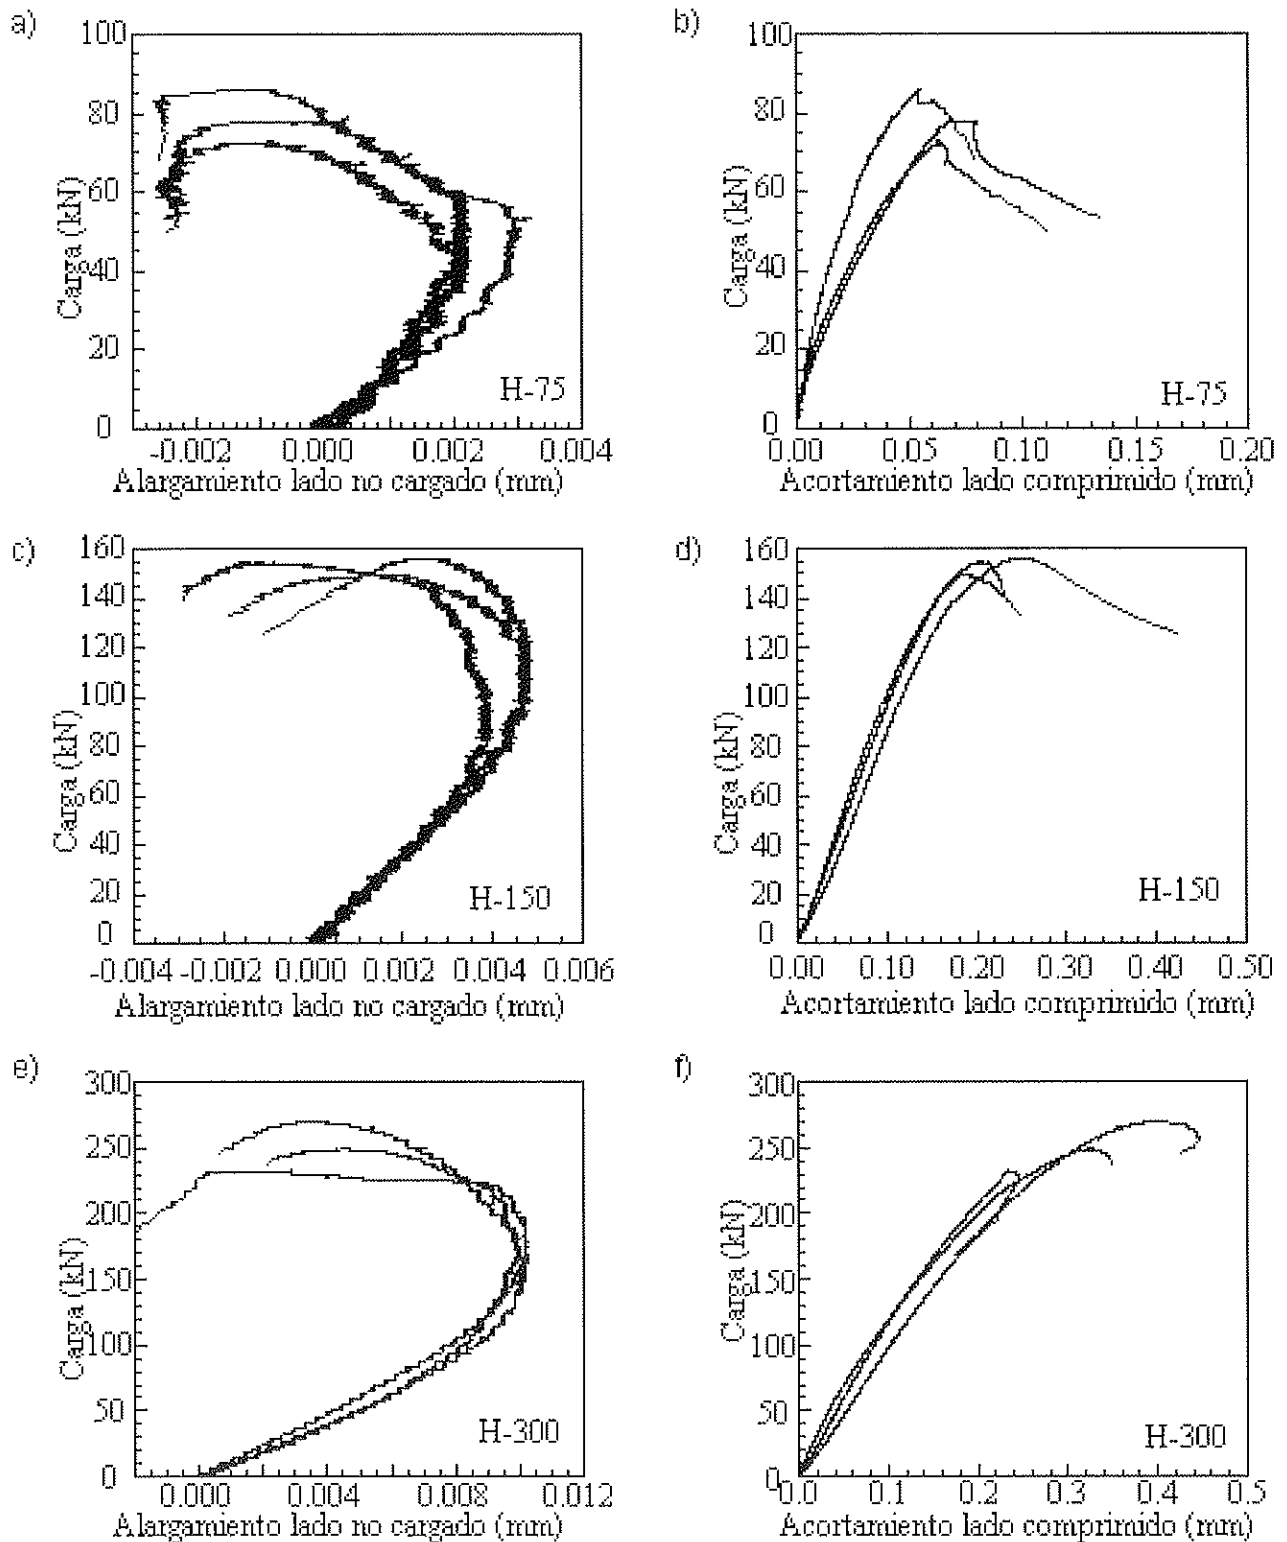 a)
100
80
60
40
20
0
Carga (kN)
H-75
-0.002 0.000 0.002 0.004
Alargamiento lado no cargado (mm)
b)
100
80
60
40
20
0
Carga (kN)
H-75
0.00 0.05 0.10 0.15 0.20
Acortamiento lado comprimido (mm)
c)
160
140
120
100
80
60
40
20
0
Carga (kN)
H-150
-0.004 -0.002 0.000 0.002 0.004 0.006
Alargamiento lado no cargado (mm)
d)
160
140
120
100
80
60
40
20
0
Carga (kN)
H-150
0.00 0.10 0.20 0.30 0.40 0.50
Acortamiento lado comprimido (mm)
e)
300
250
200
150
100
50
0
Carga (kN)
H-300
0.000 0.004 0.008 0.012
Alargamiento lado no cargado (mm)
f)
300
250
200
150
100
50
0
Carga (kN)
H-300
0.0 0.1 0.2 0.3 0.4 0.5
Acortamiento lado comprimido (mm)